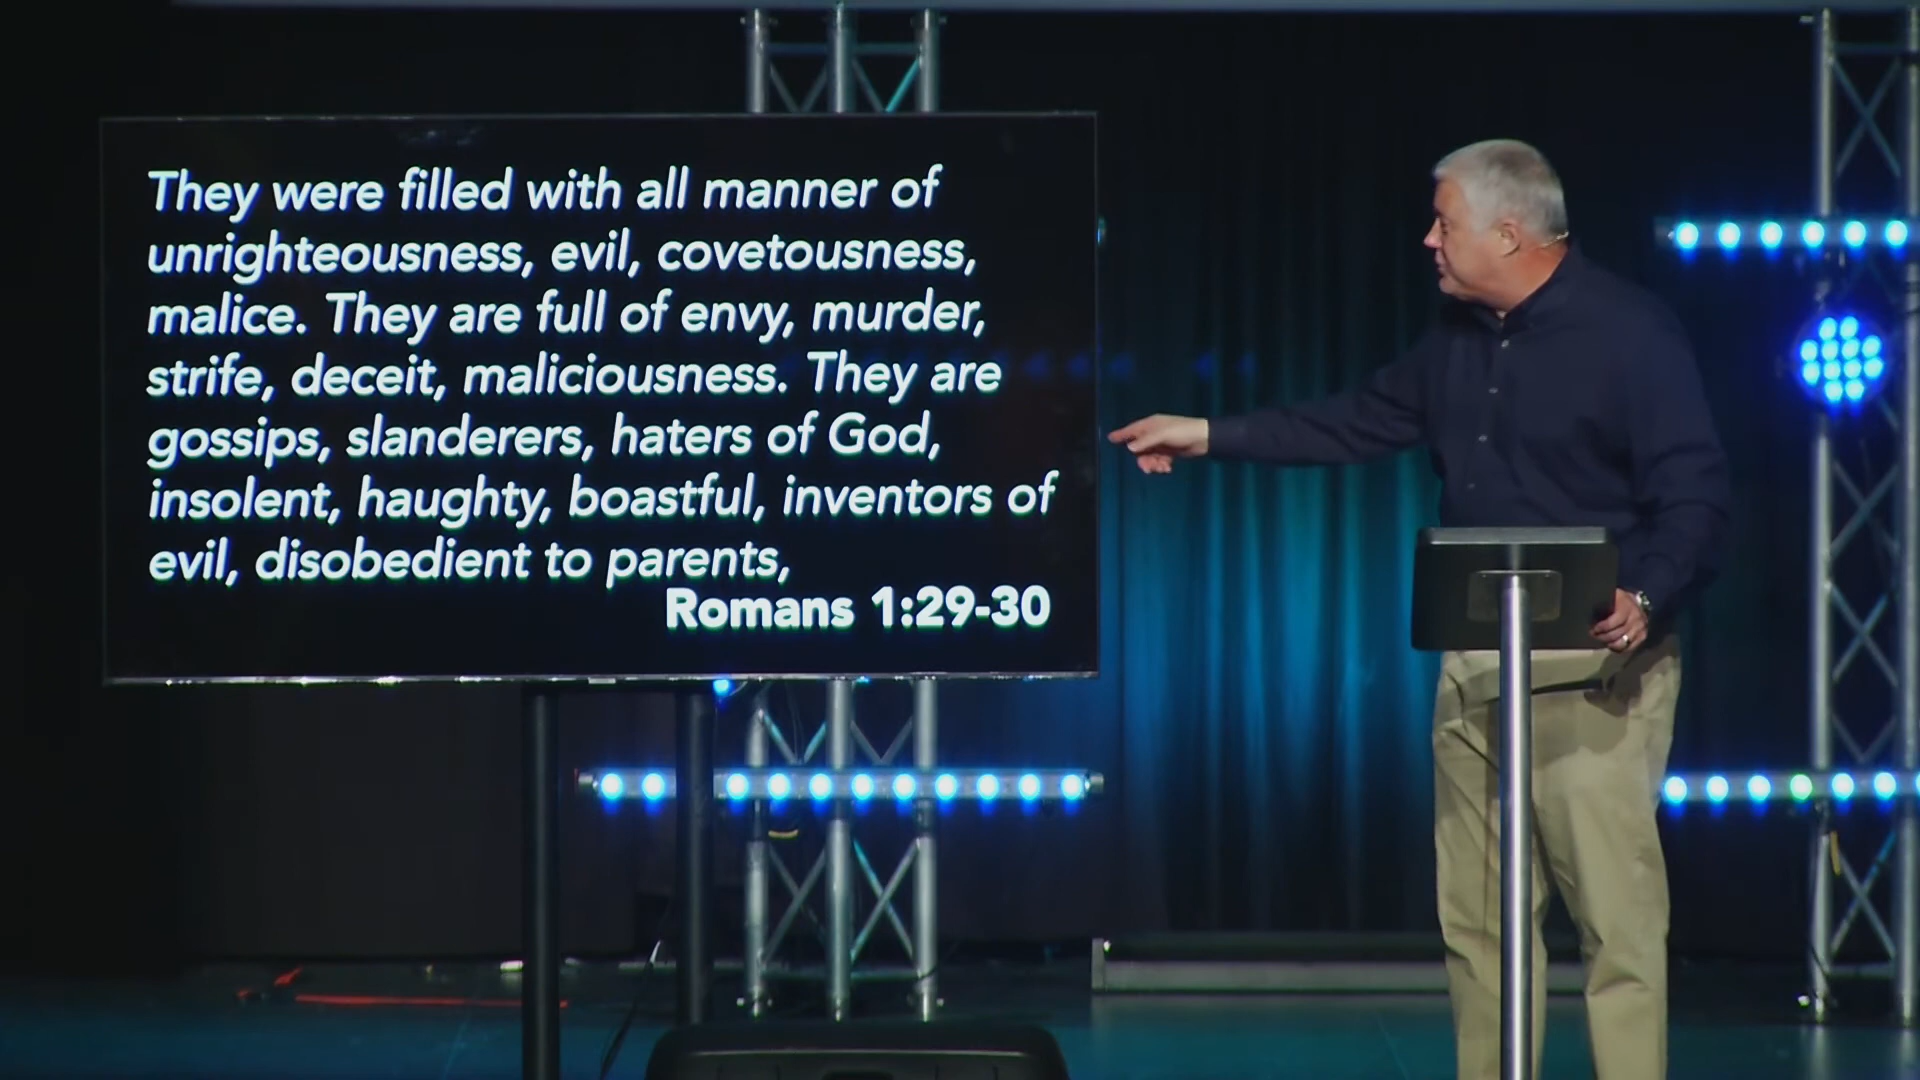 They were filled with all manner of
unrighteousness, evil, covetousness,
malice. They are full of envy, murder,
strife, deceit, maliciousness. They are
gossips, slanderers, haters of God,
insolent, haughty, boastful, inventors of
evil, disobedient to parents,
Romans 1:29-30